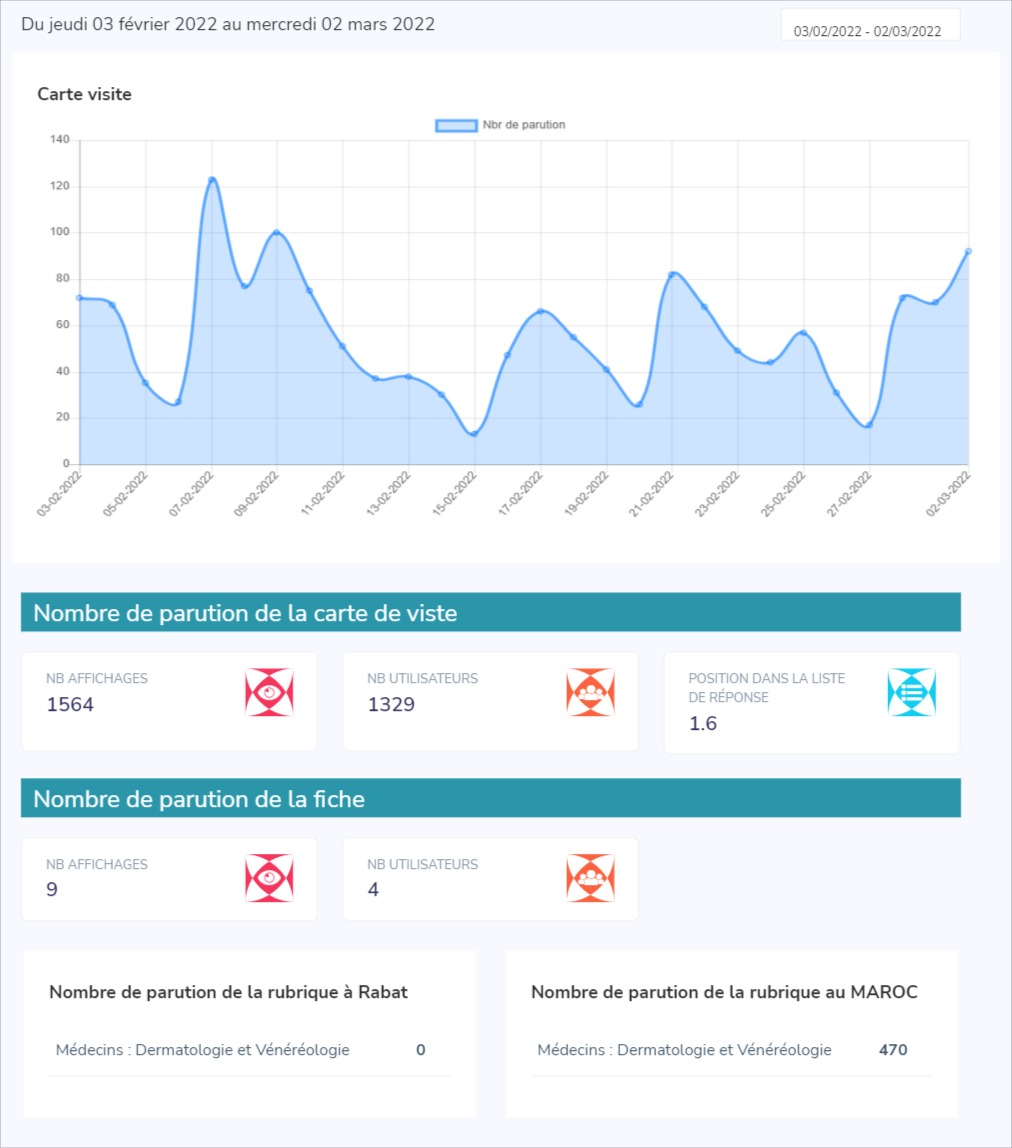 Du jeudi 03 février 2022 au mercredi 02 mars 2022
03/02/2022 - 02/03/2022
Carte visite
Nbr de parution
140
120
100
80
60
40
20
0
03-02-2022
05-02-2022
07-02-2022
09-02-2022
11-02-2022
13-02-2022
15-02-2022
17-02-2022
19-02-2022
21-02-2022
23-02-2022
25-02-2022
27-02-2022
02-03-2022
Nombre de parution de la carte de viste
NB AFFICHAGES
1564
NB UTILISATEURS
1329
POSITION DANS LA LISTE
DE RÉPONSE
1.6
Nombre de parution de la fiche
NB AFFICHAGES
9
NB UTILISATEURS
4
Nombre de parution de la rubrique à Rabat
Médecins : Dermatologie et Vénéréologie 0
Nombre de parution de la rubrique au MAROC
Médecins : Dermatologie et Vénéréologie 470